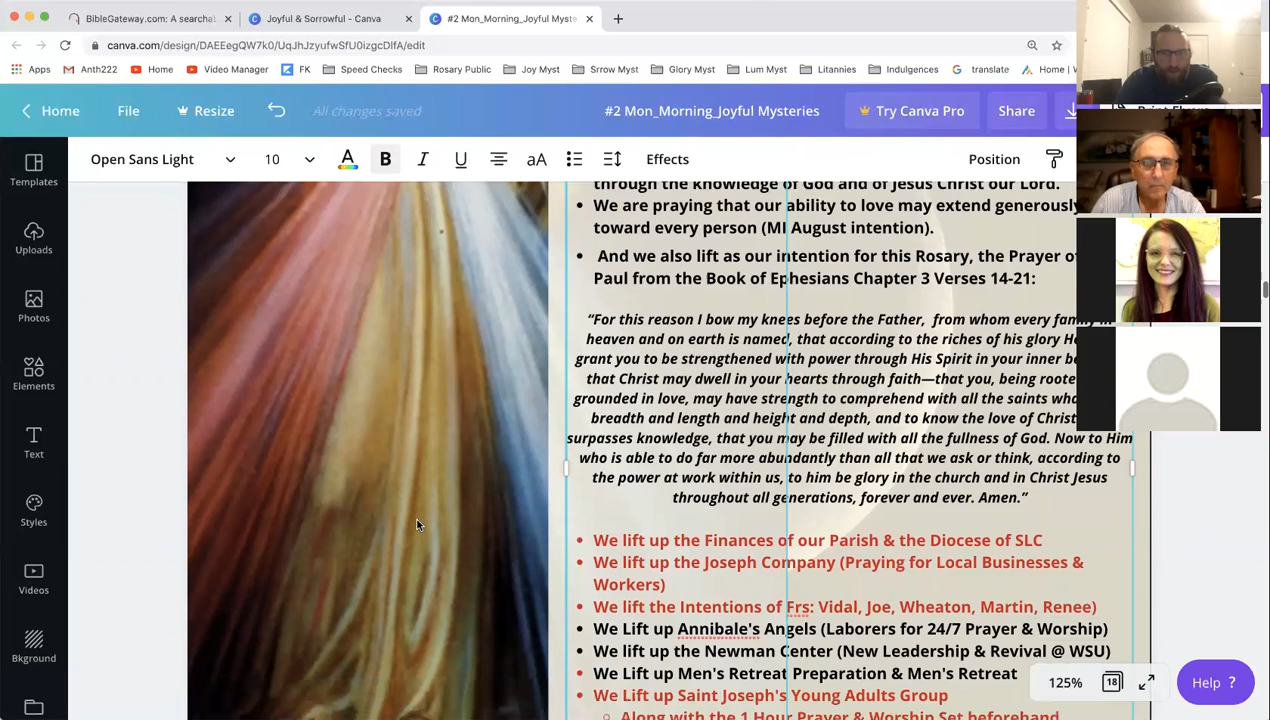 BibleGateway.com: A searchab
Joyful & Sorrowful - Canva
#2 Mon_Morning_Joyful Myste
canva.com/design/DAEEegQW7k0/UqJhJzyufwSfU0izgcDlfA/edit
Apps
Anth222
Home
Video Manager
FK
Speed Checks
Rosary Public
Joy Myst
Srrow Myst
Glory Myst
Lum Myst
Litannies
Indulgences
translate
Home | W
Home
File
Resize
All changes saved
#2 Mon_Morning_Joyful Mysteries
Try Canva Pro
Share
Open Sans Light
10
A
B
I
U
aA
Effects
Position
Templates
Uploads
Photos
Elements
Text
Styles
Videos
Bkground
through the knowledge of God and of Jesus Christ our Lord.
• We are praying that our ability to love may extend generously
toward every person (MI August intention).
• And we also lift as our intention for this Rosary, the Prayer of
Paul from the Book of Ephesians Chapter 3 Verses 14-21:
“For this reason I bow my knees before the Father, from whom every family in
heaven and on earth is named, that according to the riches of his glory He
grant you to be strengthened with power through His Spirit in your inner be
that Christ may dwell in your hearts through faith—that you, being roote
grounded in love, may have strength to comprehend with all the saints wha
breadth and length and height and depth, and to know the love of Christ
surpasses knowledge, that you may be filled with all the fullness of God. Now to Him
who is able to do far more abundantly than all that we ask or think, according to
the power at work within us, to him be glory in the church and in Christ Jesus
throughout all generations, forever and ever. Amen.”
• We lift up the Finances of our Parish & the Diocese of SLC
• We lift up the Joseph Company (Praying for Local Businesses &
Workers)
• We lift the Intentions of Frs: Vidal, Joe, Wheaton, Martin, Renee)
• We Lift up Annibale's Angels (Laborers for 24/7 Prayer & Worship)
• We lift up the Newman Center (New Leadership & Revival @ WSU)
• We Lift up Men's Retreat Preparation & Men's Retreat
• We Lift up Saint Joseph's Young Adults Group
○ Along with the 1 Hour Prayer & Worship Set beforehand
125%
18
Help ?